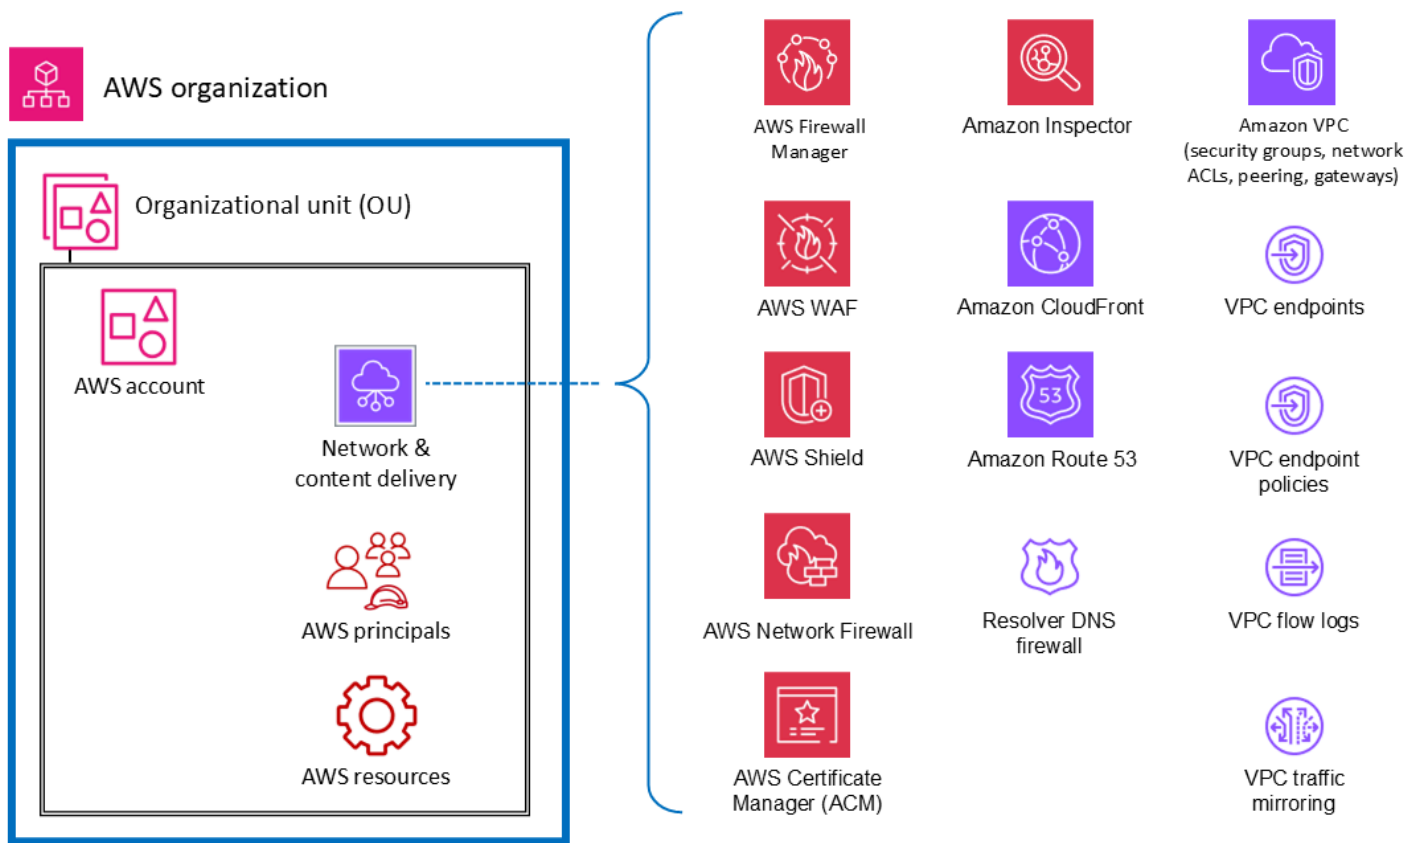 AWS organization
Organizational unit (OU)
AWS account
Network &
content delivery
AWS principals
AWS resources
AWS Firewall
Manager
Amazon Inspector
Amazon VPC
(security groups, network
ACLs, peering, gateways)
AWS WAF
Amazon CloudFront
VPC endpoints
AWS Shield
53
Amazon Route 53
VPC endpoint
policies
AWS Network Firewall
Resolver DNS
firewall
VPC flow logs
AWS Certificate
Manager (ACM)
VPC traffic
mirroring